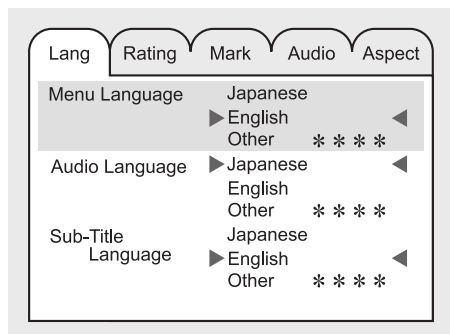 Lang Rating Mark Audio Aspect
Menu Language Japanese
▶English ◀
Other ****
Audio Language ▶Japanese ◀
English
Other ****
Sub-Title Japanese
Language ▶English ◀
Other ****